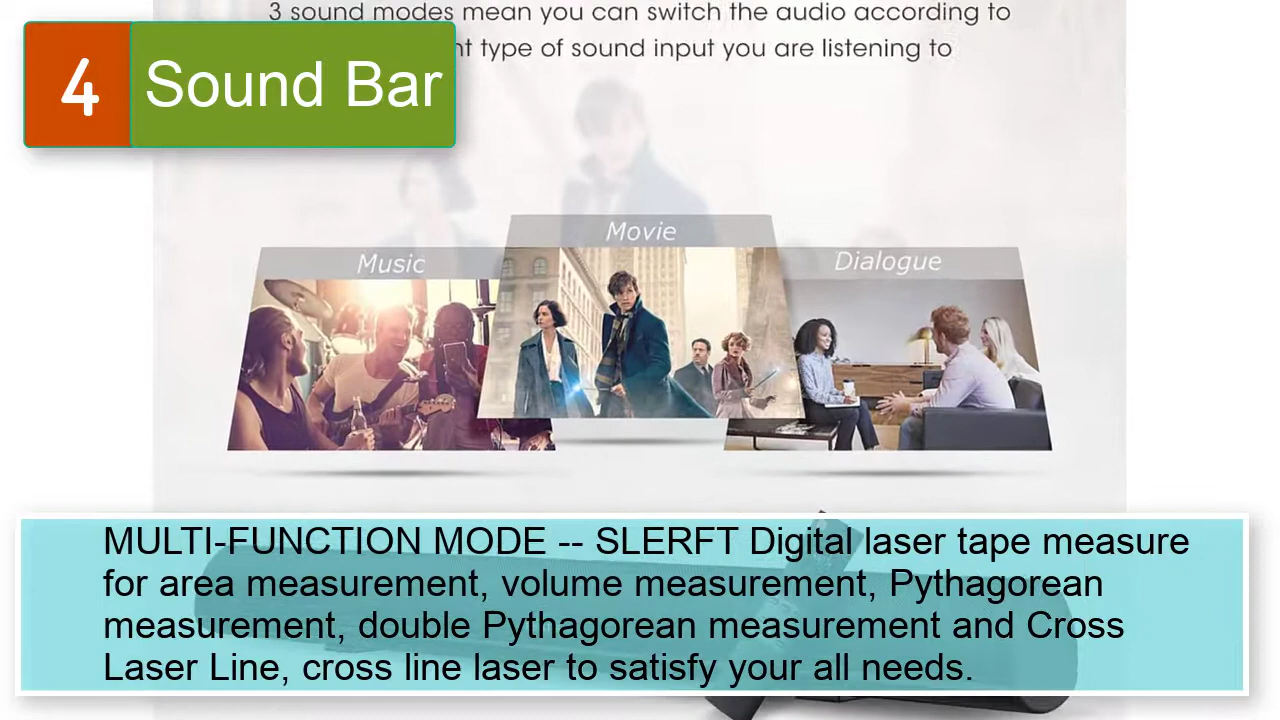 3 sound modes mean you can switch the audio according to
type of sound input you are listening to
4
Sound Bar
Movie
Music
Dialogue
MULTI-FUNCTION MODE -- SLERFT Digital laser tape measure
for area measurement, volume measurement, Pythagorean
measurement, double Pythagorean measurement and Cross
Laser Line, cross line laser to satisfy your all needs.